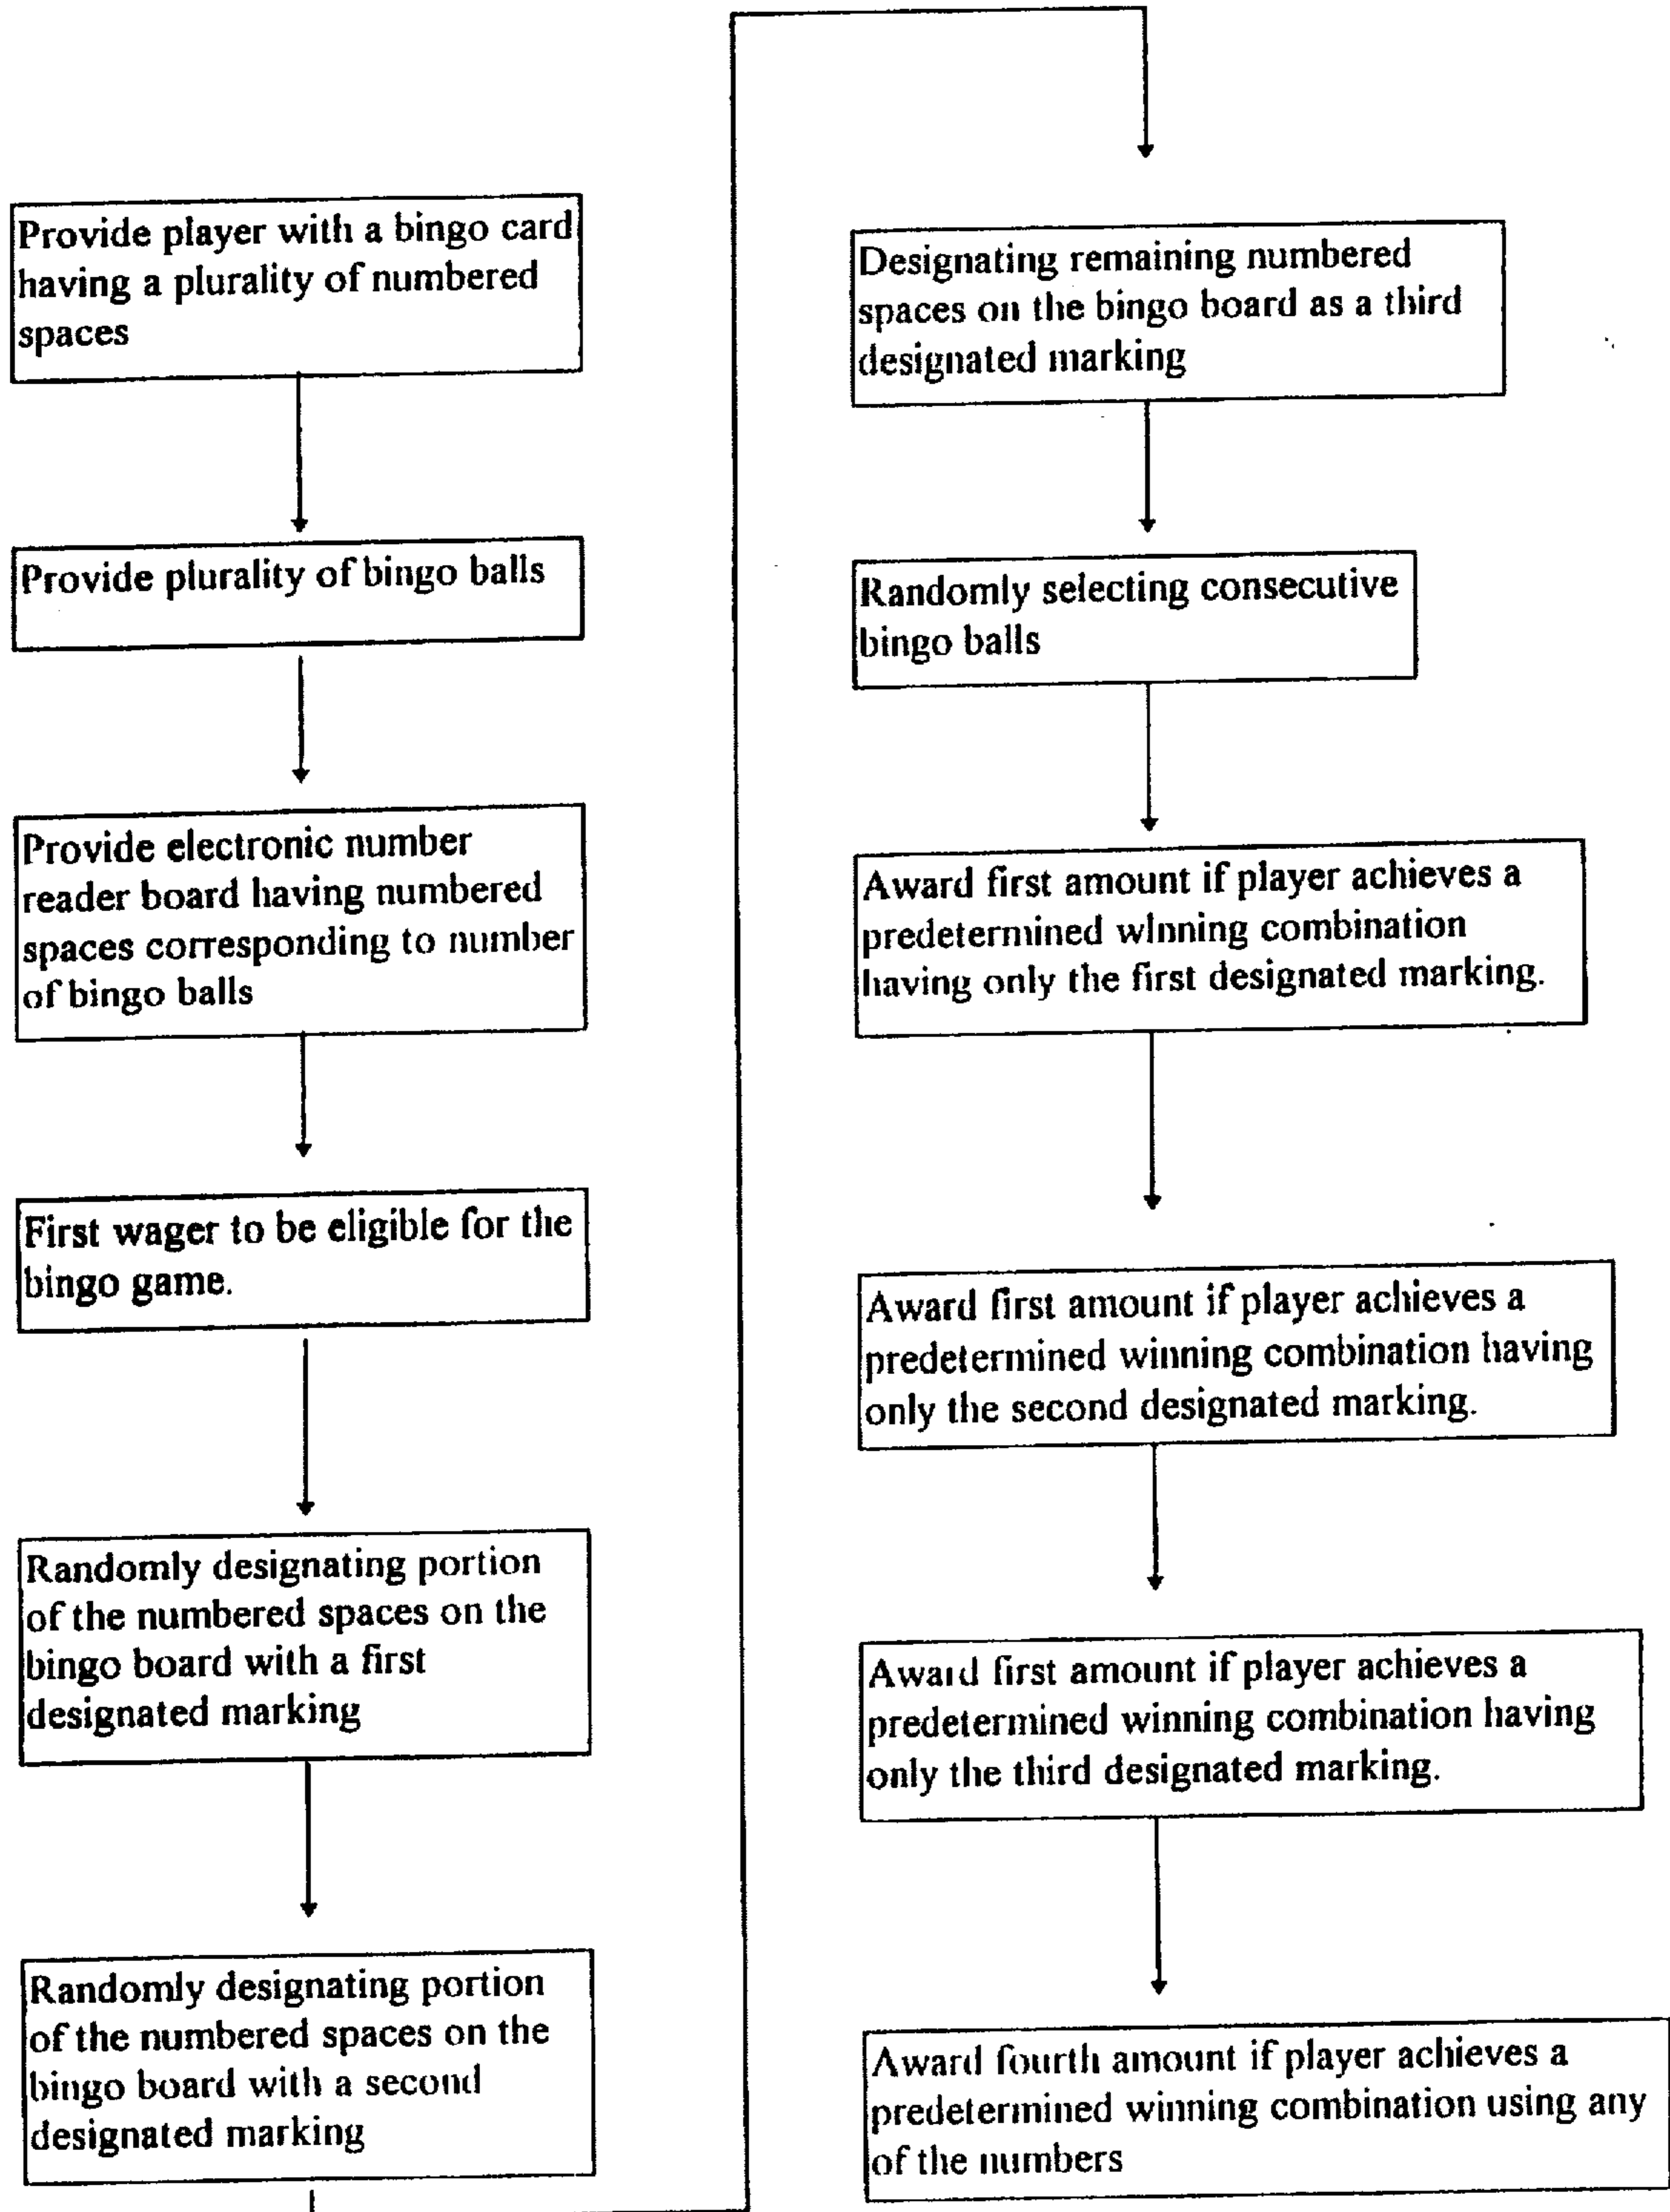 Provide player with a bingo card
having a plurality of numbered
spaces
Provide plurality of bingo balls
Provide electronic number
reader board having numbered
spaces corresponding to number
of bingo balls
First wager to be eligible for the
bingo game.
Randomly designating portion
of the numbered spaces on the
bingo board with a first
designated marking
Randomly designating portion
of the numbered spaces on the
bingo board with a second
designated marking
Designating remaining numbered
spaces on the bingo board as a third
designated marking
Randomly selecting consecutive
bingo balls
Award first amount if player achieves a
predetermined winning combination
having only the first designated marking.
Award first amount if player achieves a
predetermined winning combination having
only the second designated marking.
Award first amount if player achieves a
predetermined winning combination having
only the third designated marking.
Award fourth amount if player achieves a
predetermined winning combination using any
of the numbers